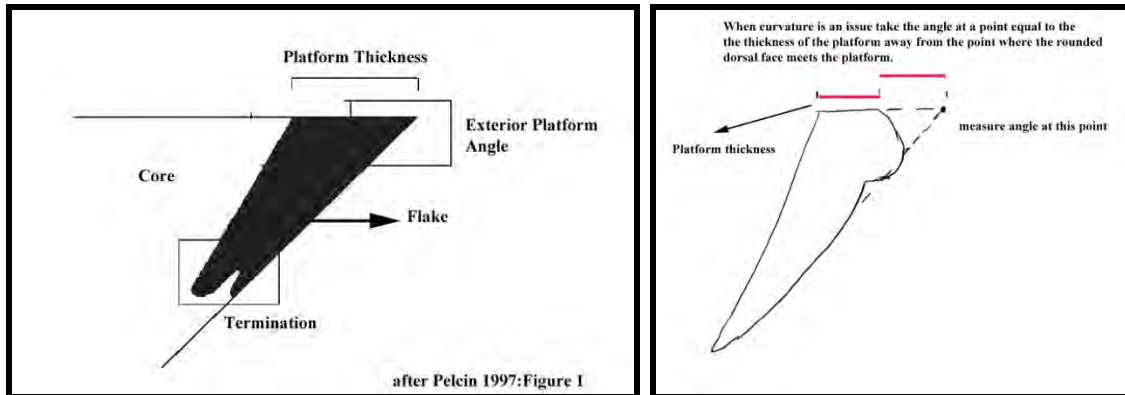 Platform Thickness
Exterior Platform
Angle
Core
Flake
Termination
after Pelcin 1997:Figure 1
When curvature is an issue take the angle at a point equal to the
the thickness of the platform away from the point where the rounded
dorsal face meets the platform.
measure angle at this point
Platform thickness